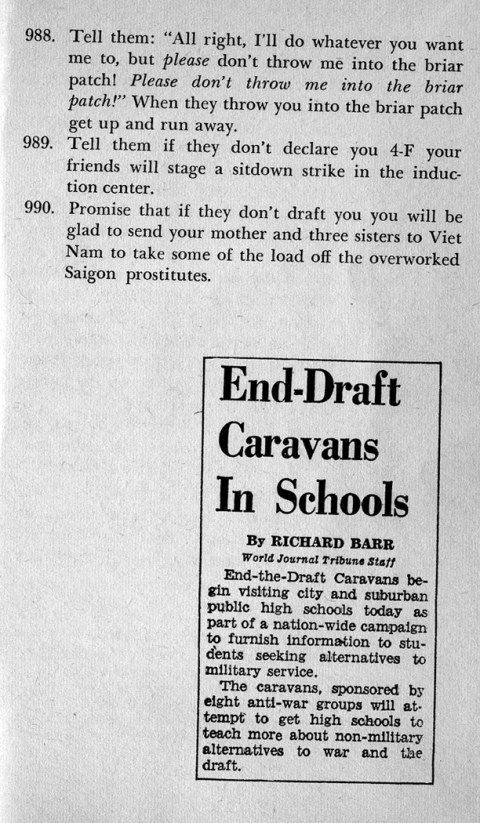 988. Tell them: "All right, I'll do whatever you want
me to, but please don't throw me into the briar
patch! Please don't throw me into the briar
patch!" When they throw you into the briar patch
get up and run away.
989. Tell them if they don't declare you 4-F your
friends will stage a sitdown strike in the induc-
tion center.
990. Promise that if they don't draft you you will be
glad to send your mother and three sisters to Viet
Nam to take some of the load off the overworked
Saigon prostitutes.
End-Draft
Caravans
In Schools
By RICHARD BARR
World Journal Tribune Staff
End-the-Draft Caravans be-
gin visiting city and suburban
public high schools today as
part of a nation-wide campaign
to furnish information to stu-
dents seeking alternatives to
military service.
The caravans, sponsored by
eight anti-war groups will at-
tempt to get high schools to
teach more about non-military
alternatives to war and the
draft.